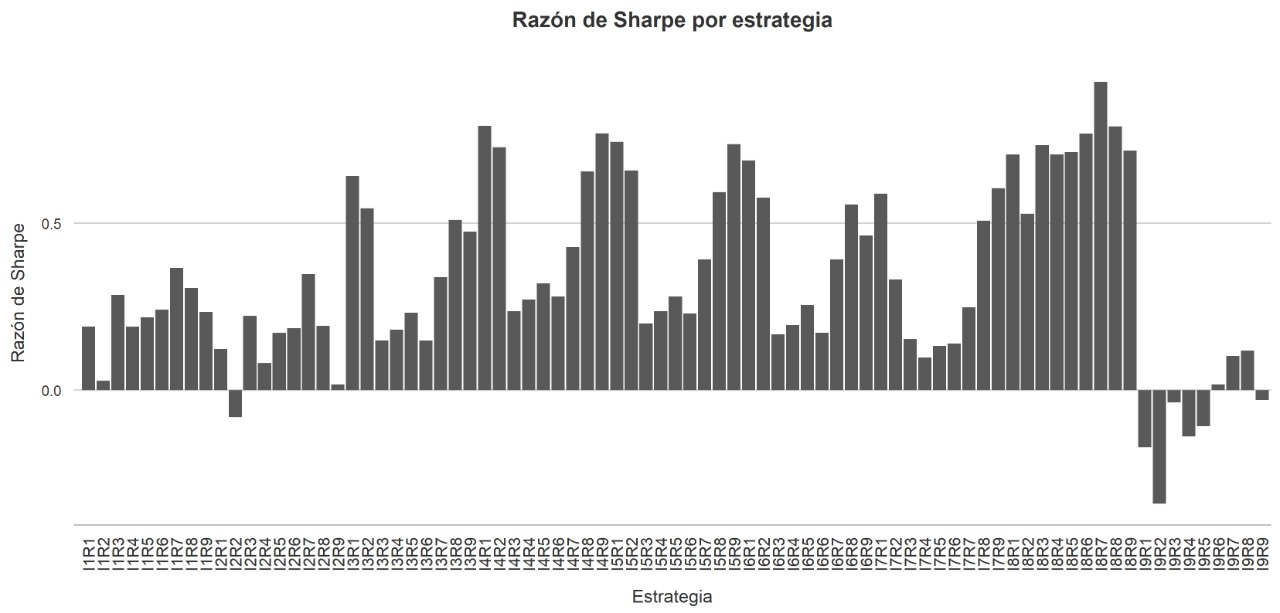 Razón de Sharpe por estrategia
Razón de Sharpe
0.5
0.0
I1R1
I1R2
I1R3
I1R4
I1R5
I1R6
I1R7
I1R8
I1R9
I2R1
I2R2
I2R3
I2R4
I2R5
I2R6
I2R7
I2R8
I2R9
I3R1
I3R2
I3R3
I3R4
I3R5
I3R6
I3R7
I3R8
I3R9
I4R1
I4R2
I4R3
I4R4
I4R5
I4R6
I4R7
I4R8
I4R9
I5R1
I5R2
I5R3
I5R4
I5R5
I5R6
I5R7
I5R8
I5R9
I6R1
I6R2
I6R3
I6R4
I6R5
I6R6
I6R7
I6R8
I6R9
I7R1
I7R2
I7R3
I7R4
I7R5
I7R6
I7R7
I7R8
I7R9
I8R1
I8R2
I8R3
I8R4
I8R5
I8R6
I8R7
I8R8
I8R9
I9R1
I9R2
I9R3
I9R4
I9R5
I9R6
I9R7
I9R8
I9R9
Estrategia